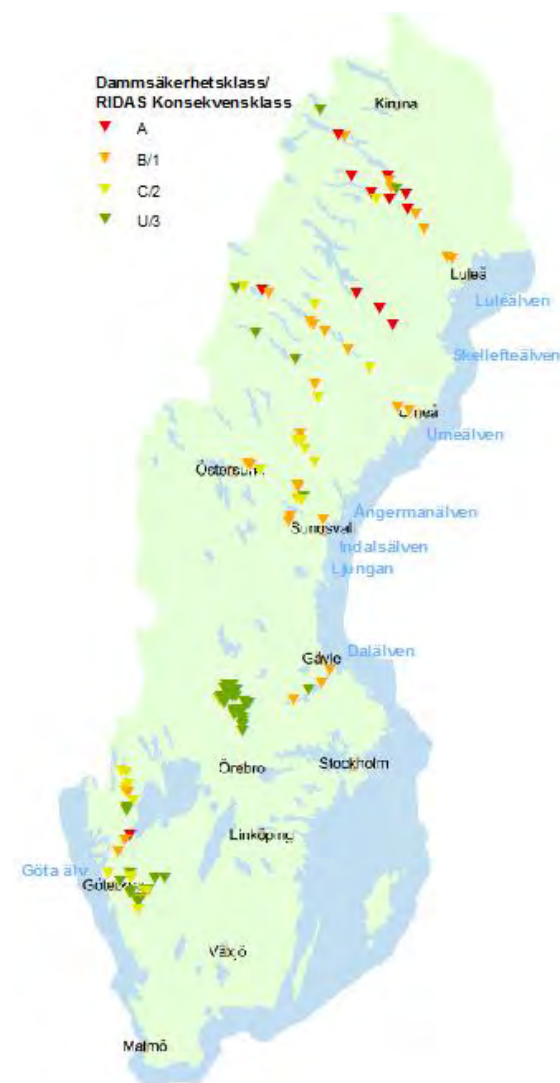 Dammsäkerhetsklass/
RIDAS Konsekvensklass
A
B/1
C/2
U/3
Kiruna
Luleå
Luleälven
Skellefteälven
Umeå
Umeälven
Östersund
Ångermanälven
Sundsvall
Indalsälven
Ljungan
Gävle
Dalälven
Örebro
Stockholm
Linköping
Göta älv
Göteborg
Växjö
Malmö